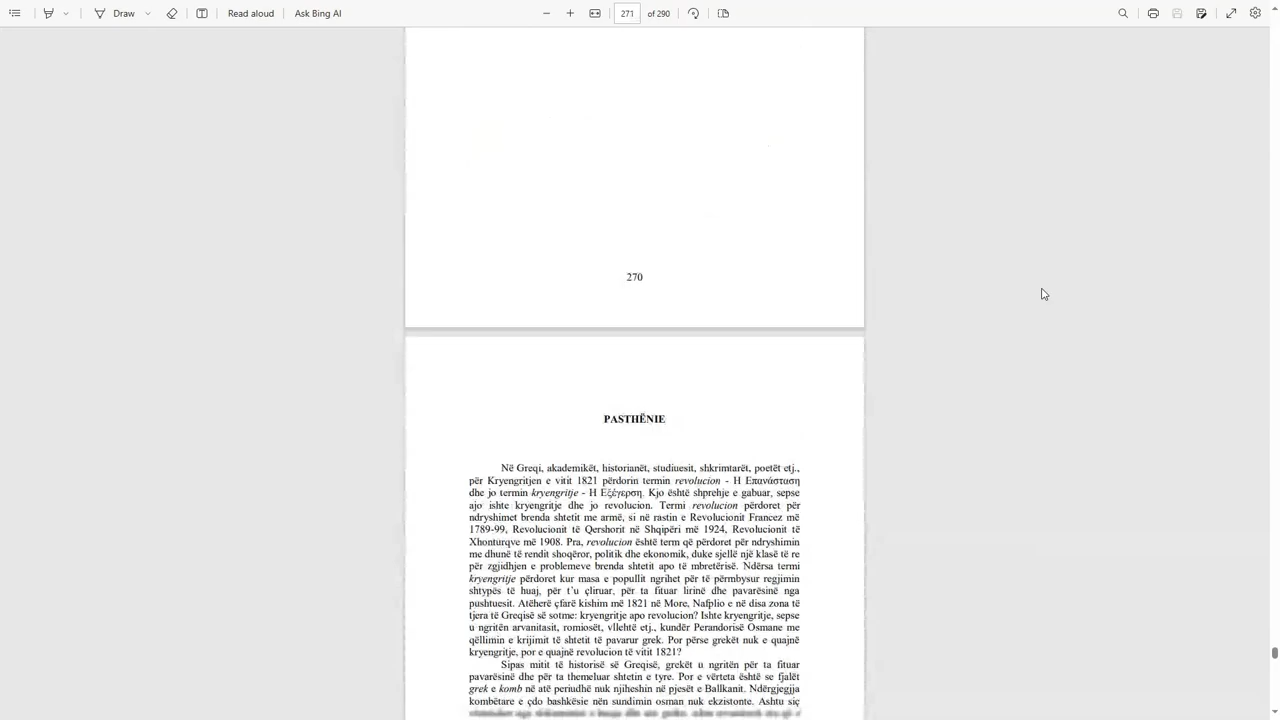 Draw
Read aloud
Ask Bing AI
271
of 290
270
PASTHËNIE
Në Greqi, akademikët, historianët, studiuesit, shkrimtarët, poetët etj.,
për Kryengritjen e vitit 1821 përdorin termin revolucion - Η Επανάσταση
dhe jo termin kryengritje - Η Εξέγερση. Kjo është shprehje e gabuar, sepse
ajo ishte kryengritje dhe jo revolucion. Termi revolucion përdoret për
ndryshimet brenda shtetit me armë, si në rastin e Revolucionit Francez më
1789-99, Revolucionit të Qershorit në Shqipëri më 1924, Revolucionit të
Xhonturqve më 1908. Pra, revolucion është term që përdoret për ndryshimin
me dhunë të rendit shoqëror, politik dhe ekonomik, duke sjellë një klasë të re
për zgjidhjen e problemeve brenda shtetit apo të mbretërisë. Ndërsa termi
kryengritje përdoret kur masa e popullit ngrihet për të përmbysur regjimin
shtypës të huaj, për t’u çliruar, për ta fituar lirinë dhe pavarësinë nga
pushtuesit. Atëherë çfarë kishim më 1821 në More, Nafplio e në disa zona të
tjera të Greqisë së sotme: kryengritje apo revolucion? Ishte kryengritje, sepse
u ngritën arvanitasit, romiosët, vllehtë etj., kundër Perandorisë Osmane me
qëllimin e krijimit të shtetit të pavarur grek. Por përse grekët nuk e quajnë
kryengritje, por e quajnë revolucion të vitit 1821?
Sipas mitit të historisë së Greqisë, grekët u ngritën për ta fituar
pavarësinë dhe për ta themeluar shtetin e tyre. Por e vërteta është se fjalët
grek e komb në atë periudhë nuk njiheshin në pjesët e Ballkanit. Ndërgjegjja
kombëtare e çdo bashkësie nën sundimin osman nuk ekzistonte. Ashtu siç